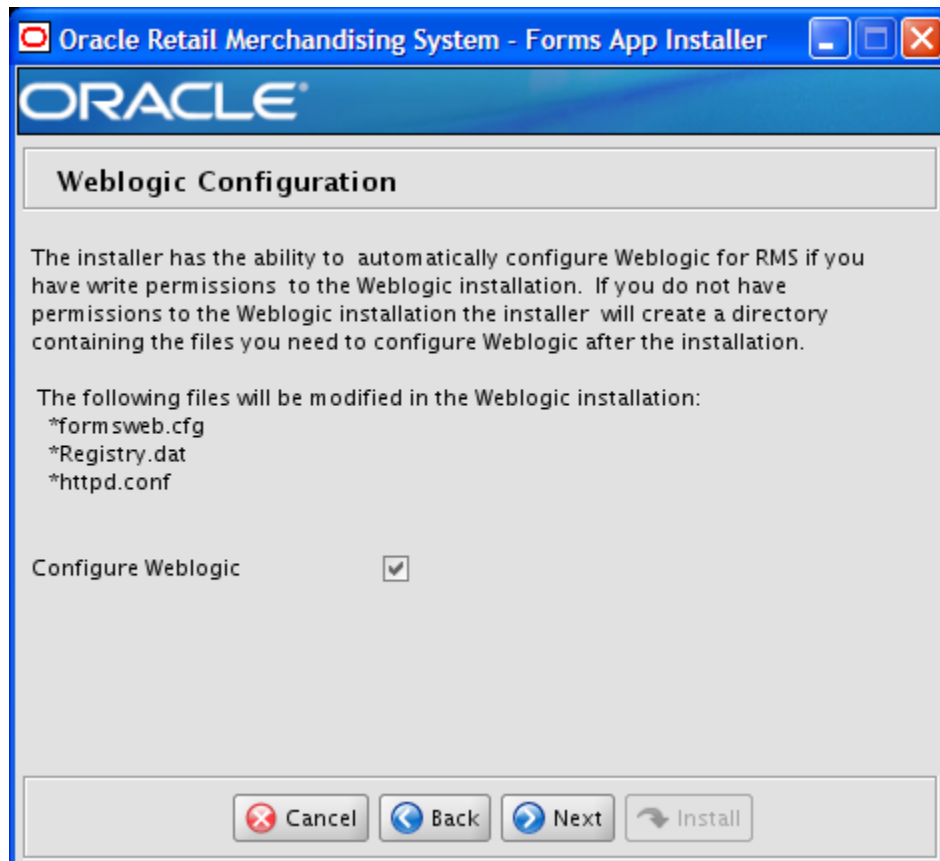 Oracle Retail Merchandising System - Forms App Installer
ORACLE
Weblogic Configuration
The installer has the ability to automatically configure Weblogic for RMS if you
have write permissions to the Weblogic installation. If you do not have
permissions to the Weblogic installation the installer will create a directory
containing the files you need to configure Weblogic after the installation.
The following files will be modified in the Weblogic installation:
*formsweb.cfg
*Registry.dat
*httpd.conf
Configure Weblogic
Cancel Back Next Install